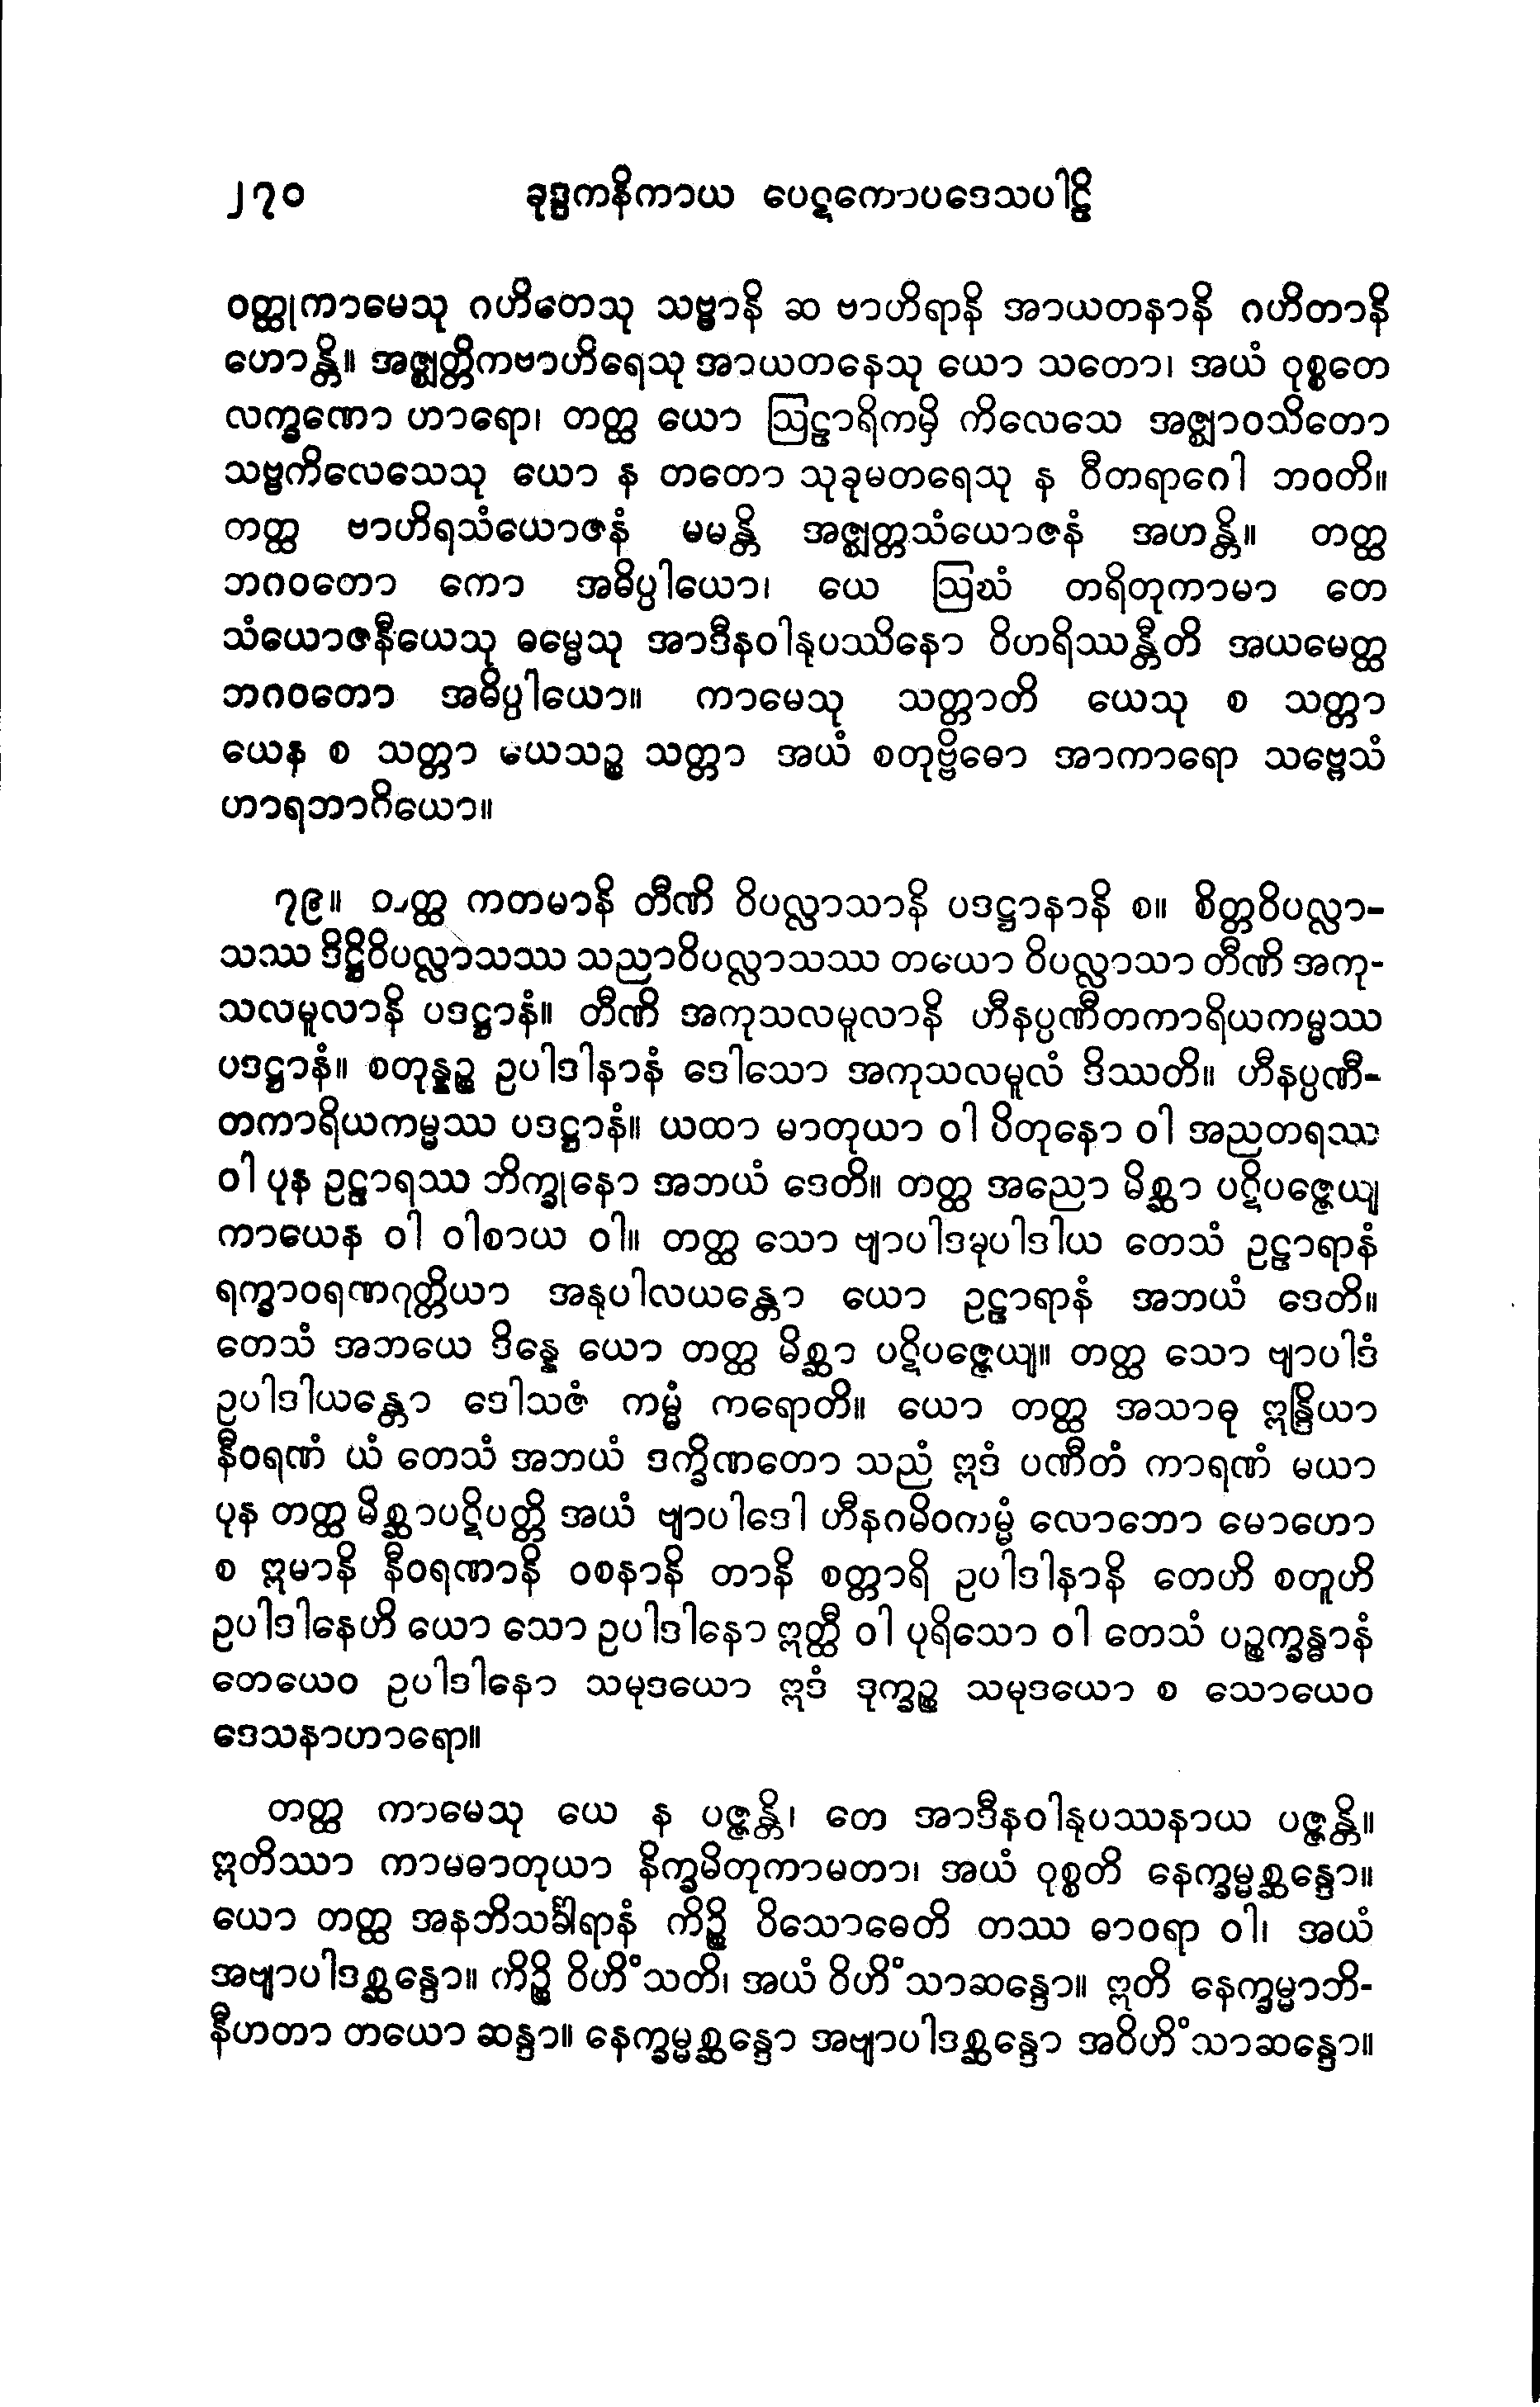 ၂၇၀ ခုဒ္ဒကနိကာယ ပေဋကောပဒေသပါဠိ
ဝတ္ထုကာမေသု ဂဟိတေသု သဗ္ဗာနိ ဆ ဗာဟိရာနိ အာယတနာနိ ဂဟိတာနိ
ဟောန္တိ။ အဇ္ဈတ္တိကဗာဟိရေသု အာယတနေသု ယော သတော၊ အယံ ဝုစ္စတေ
လက္ခဏော ဟာရော၊ တတ္ထ ယော ဩဠာရိကမှိ ကိလေသေ အဇ္ဈာဝသိတော
သဗ္ဗကိလေသေသု ယော န တတော သုခုမတရေသု န ဝီတရာဂေါ ဘဝတိ။
တတ္ထ ဗာဟိရသံယောဇနံ မမန္တိ အဇ္ဈတ္တသံယောဇနံ အဟန္တိ။ တတ္ထ
ဘဂဝတော ကော အဓိပ္ပါယော၊ ယေ ဩဃံ တရိတုကာမာ တေ
သံယောဇနီယေသု ဓမ္မေသု အာဒီနဝါနုပဿိနော ဝိဟရိဿန္တီတိ အယမေတ္ထ
ဘဂဝတော အဓိပ္ပါယော။ ကာမေသု သတ္တာတိ ယေသု စ သတ္တာ
ယေန စ သတ္တာ ယေသဉ္စ သတ္တာ အယံ စတုဗ္ဗိဓော အာကာရော သဗ္ဗေသံ
ဟာရဘာဂိယော။
၇၉။ တတ္ထ ကတမာနိ တီဏိ ဝိပလ္လာသာနိ ပဒဋ္ဌာနာနိ စ။ စိတ္တဝိပလ္လာ-
သဿ ဒိဋ္ဌိဝိပလ္လာသဿ သညာဝိပလ္လာသဿ တယော ဝိပလ္လာသာ တီဏိ အကု-
သလမူလာနိ ပဒဋ္ဌာနံ။ တီဏိ အကုသလမူလာနိ ဟီနပ္ပဏီတကာရိယကမ္မဿ
ပဒဋ္ဌာနံ။ စတုန္နဉ္စ ဥပါဒါနာနံ ဒေါသော အကုသလမူလံ ဒိဿတိ။ ဟီနပ္ပဏီ-
တကာရိယကမ္မဿ ပဒဋ္ဌာနံ။ ယထာ မာတုယာ ဝါ ပိတုနော ဝါ အညတရဿ
ဝါ ပုန ဥဠာရဿ ဘိက္ခုနော အဘယံ ဒေတိ။ တတ္ထ အညော မိစ္ဆာ ပဋိပဇ္ဇေယျ
ကာယေန ဝါ ဝါစာယ ဝါ။ တတ္ထ သော ဗျာပါဒမုပါဒါယ တေသံ ဥဠာရာနံ
ရက္ခာဝရဏဂုတ္တိယာ အနုပါလယန္တော ယော ဥဠာရာနံ အဘယံ ဒေတိ။
တေသံ အဘယေ ဒိန္နေ ယော တတ္ထ မိစ္ဆာ ပဋိပဇ္ဇေယျ။ တတ္ထ သော ဗျာပါဒံ
ဥပါဒါယန္တော ဒေါသဇံ ကမ္မံ ကရောတိ။ ယော တတ္ထ အသာဓု ဣန္ဒြိယာ
နီဝရဏံ ယံ တေသံ အဘယံ ဒက္ခိဏတော သညံ ဣဒံ ပဏီတံ ကာရဏံ မယာ
ပုန တတ္ထ မိစ္ဆာပဋိပတ္တိ အယံ ဗျာပါဒေါ ဟီနဂမိဝကမ္မံ လောဘော မောဟော
စ ဣမာနိ နီဝရဏာနိ ဝစနာနိ တာနိ စတ္တာရိ ဥပါဒါနာနိ တေဟိ စတူဟိ
ဥပါဒါနေဟိ ယော သော ဥပါဒါနော ဣတ္ထီ ဝါ ပုရိသော ဝါ တေသံ ပဉ္စက္ခန္ဓာနံ
တေယေဝ ဥပါဒါနော သမုဒယော ဣဒံ ဒုက္ခဉ္စ သမုဒယော စ သောယေဝ
ဒေသနာဟာရော။
တတ္ထ ကာမေသု ယေ န ပဇ္ဇန္တိ၊ တေ အာဒီနဝါနုပဿနာယ ပဇ္ဇန္တိ။
ဣတိဿာ ကာမဓာတုယာ နိက္ခမိတုကာမတာ၊ အယံ ဝုစ္စတိ နေက္ခမ္မစ္ဆန္ဒော။
ယော တတ္ထ အနဘိသင်္ခါရာနံ ကိဉ္စိ ဝိသောဓေတိ တဿ ဓာဝရာ ဝါ၊ အယံ
အဗျာပါဒစ္ဆန္ဒော။ ကိဉ္စိ ဝိဟိံသတိ၊ အယံ ဝိဟိံသာဆန္ဒော။ ဣတိ နေက္ခမ္မာဘိ-
နီဟတာ တယော ဆန္ဒာ။ နေက္ခမ္မစ္ဆန္ဒော အဗျာပါဒစ္ဆန္ဒော အဝိဟိံသာဆန္ဒော။